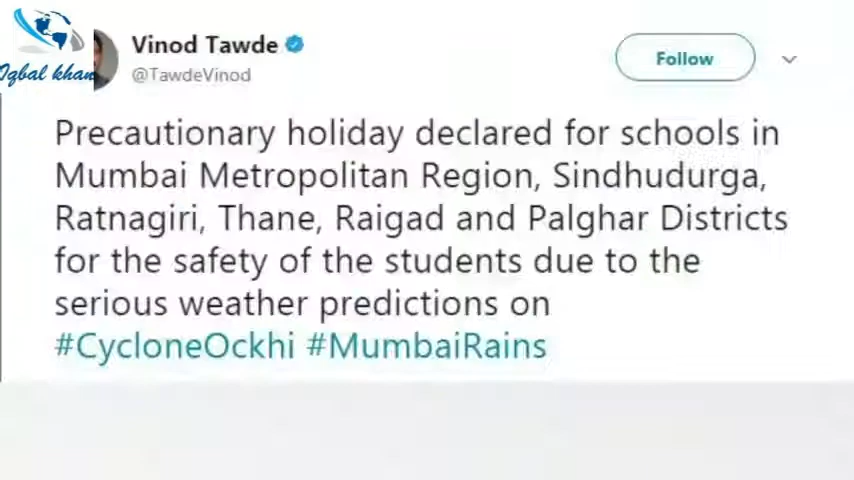 Iqbal khan
Vinod Tawde
@TawdeVinod
Follow
Precautionary holiday declared for schools in
Mumbai Metropolitan Region, Sindhudurga,
Ratnagiri, Thane, Raigad and Palghar Districts
for the safety of the students due to the
serious weather predictions on
#CycloneOckhi #MumbaiRains